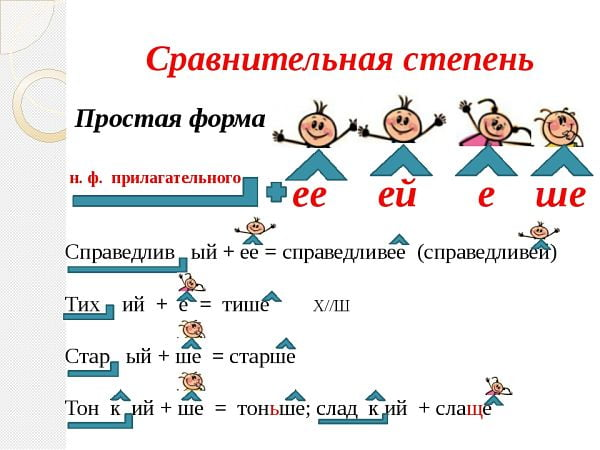 Сравнительная степень
Простая форма
н. ф. прилагательного
ее ей е ше
Справедлив ый + ее = справедливее (справедливей)
Тих ий + е = тише Х//Ш
Стар ый + ше = старше
Тон к ий + ше = тоньше; слад к ий + слаще